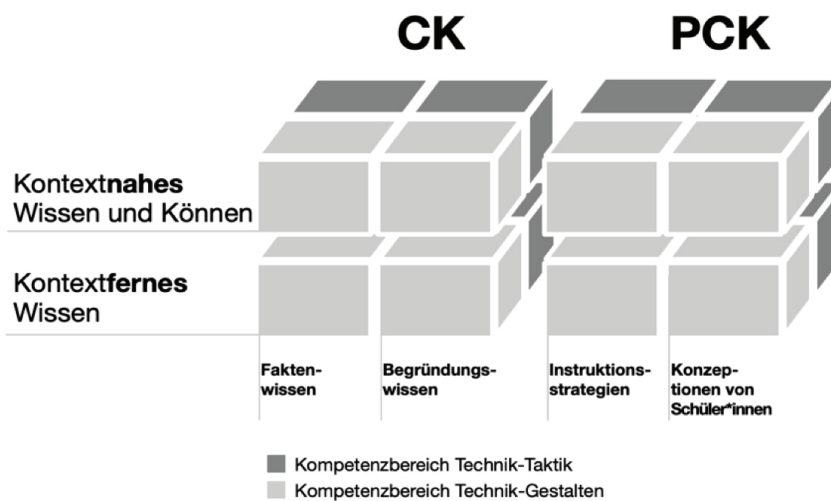 CK
PCK
Kontextnahes
Wissen und Können
Kontextfernes
Wissen
Fakten-
wissen
Begründungs-
wissen
Instruktions-
strategien
Konzep-
tionen von
Schüler*innen
Kompetenzbereich Technik-Taktik
Kompetenzbereich Technik-Gestalten